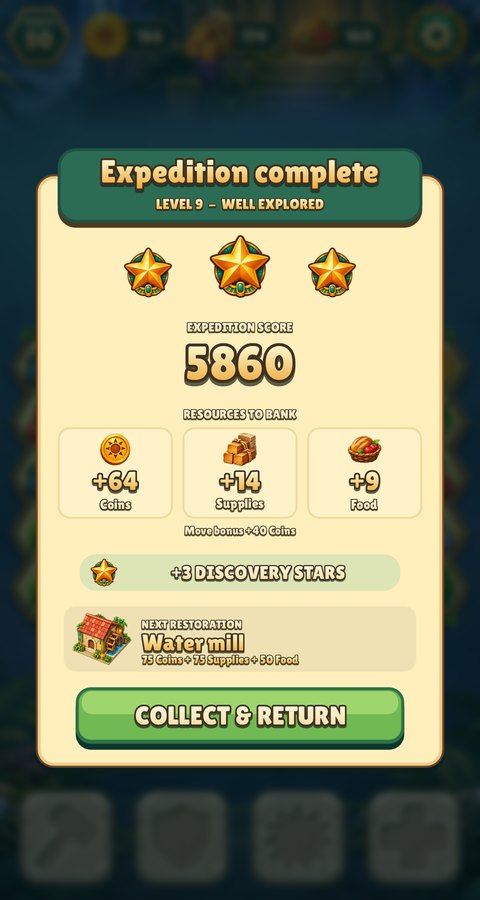 Expedition complete
LEVEL 9 – WELL EXPLORED
EXPEDITION SCORE
5860
RESOURCES TO BANK
+64
Coins
+14
Supplies
+9
Food
Move bonus +40 Coins
+3 DISCOVERY STARS
NEXT RESTORATION
Water mill
75 Coins + 75 Supplies + 50 Food
COLLECT & RETURN